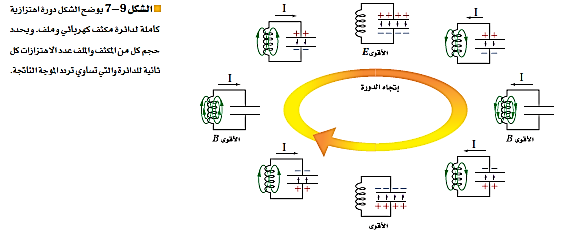 الشكل 9–7 يوضح الشكل دورة اهتزازية
كاملة لدائرة مكثف كهربائي وملف. ويحدد
حجم كل من المكثف والملف عدد الاهتزازات كل
ثانية للدائرة والتي تساوي تردد الموجة الناتجة.
I
+ +
− −
+ + + +
− − − −
الأقوى E
I
+ +
− −
I
الأقوى B
إتجاه الدورة
I
الأقوى B
I
− −
+ +
− − − −
+ + + +
الأقوى
I
− −
+ +